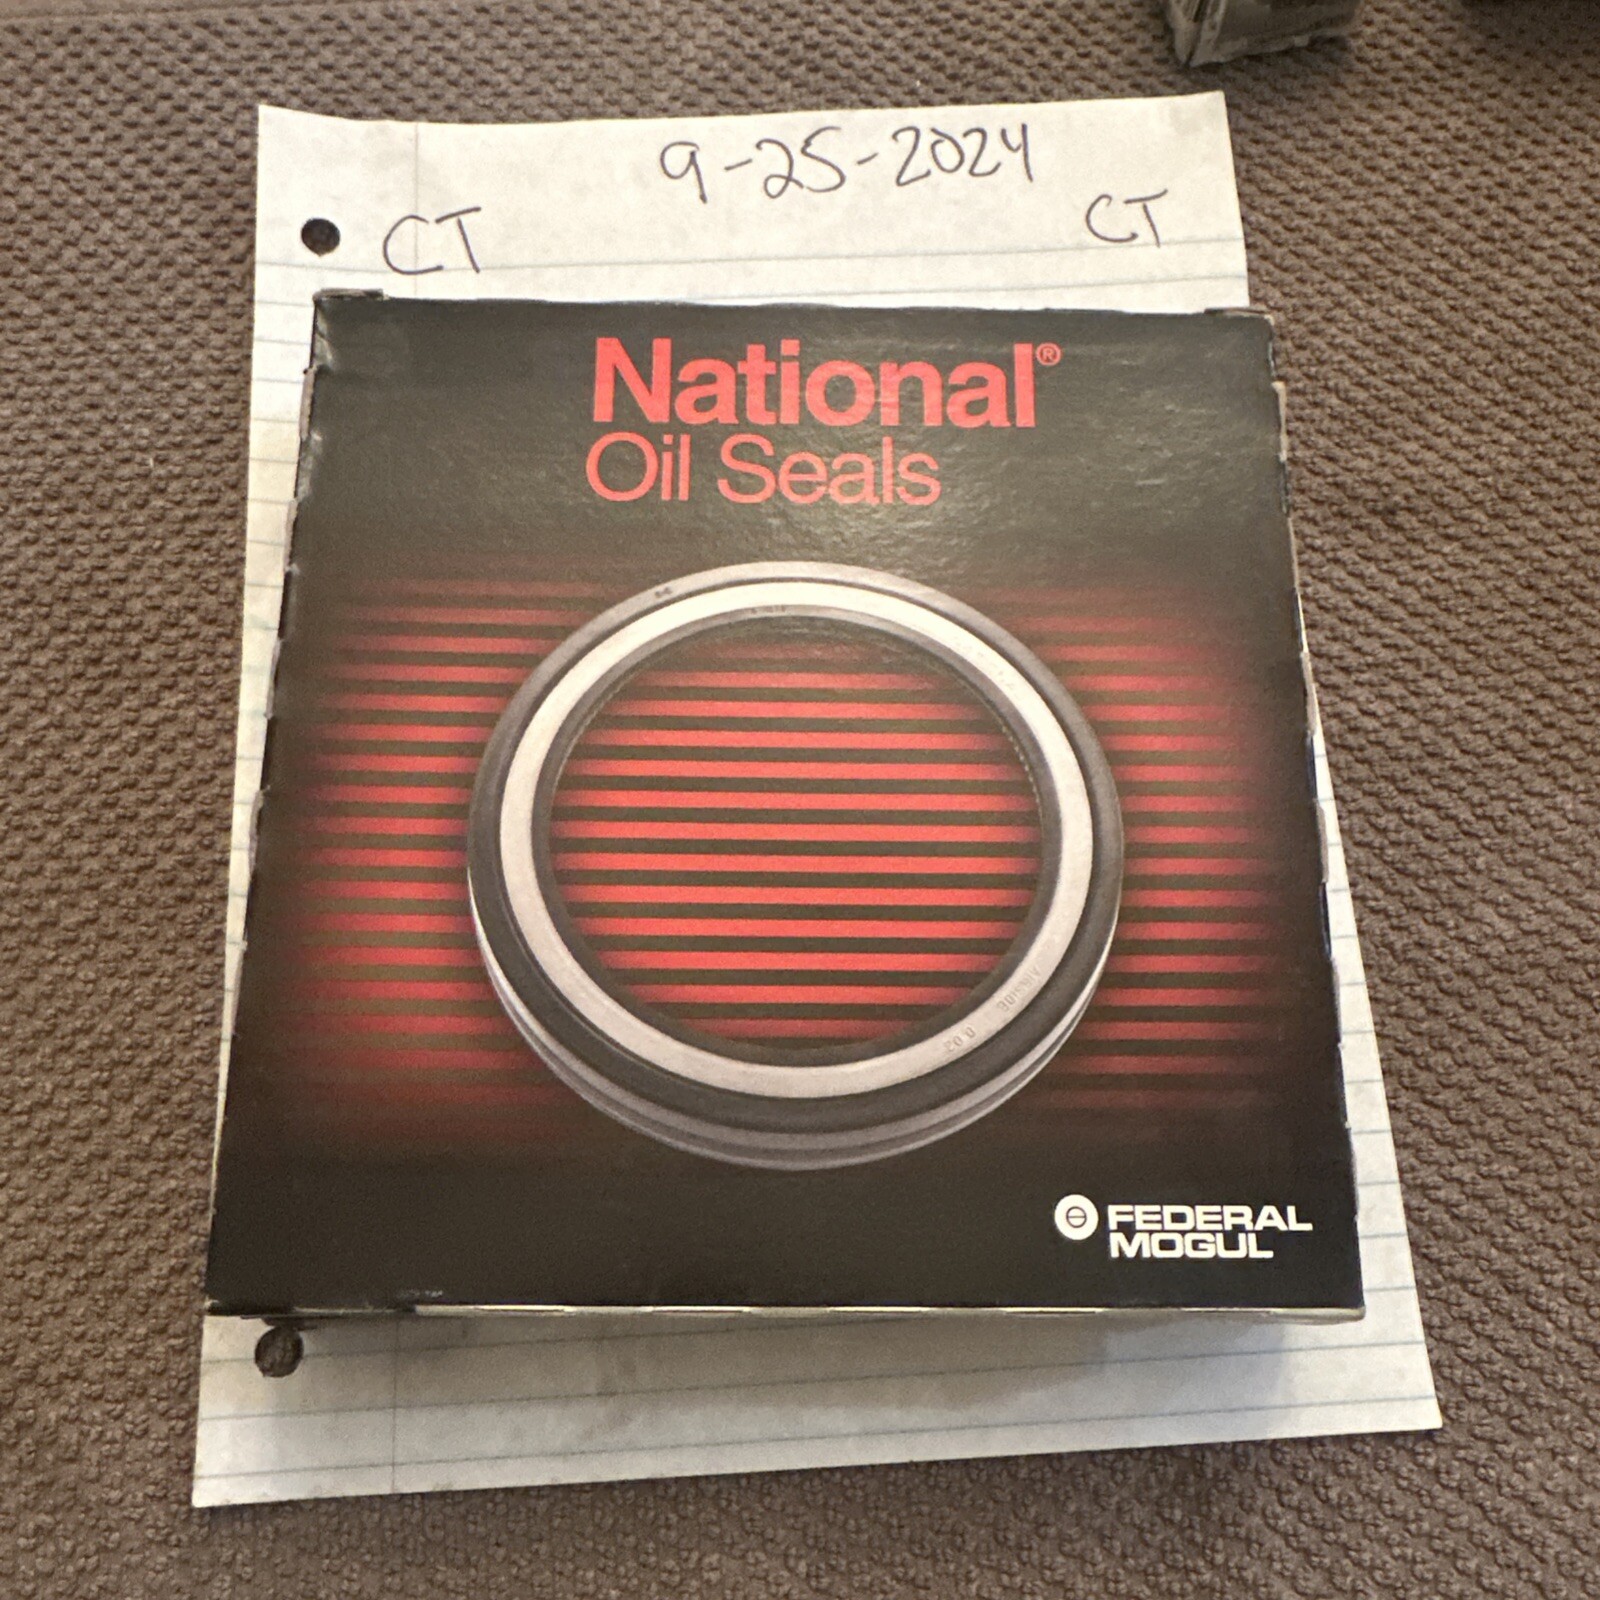 9-25-2024
CT
CT
National®
Oil Seals
FEDERAL
MOGUL